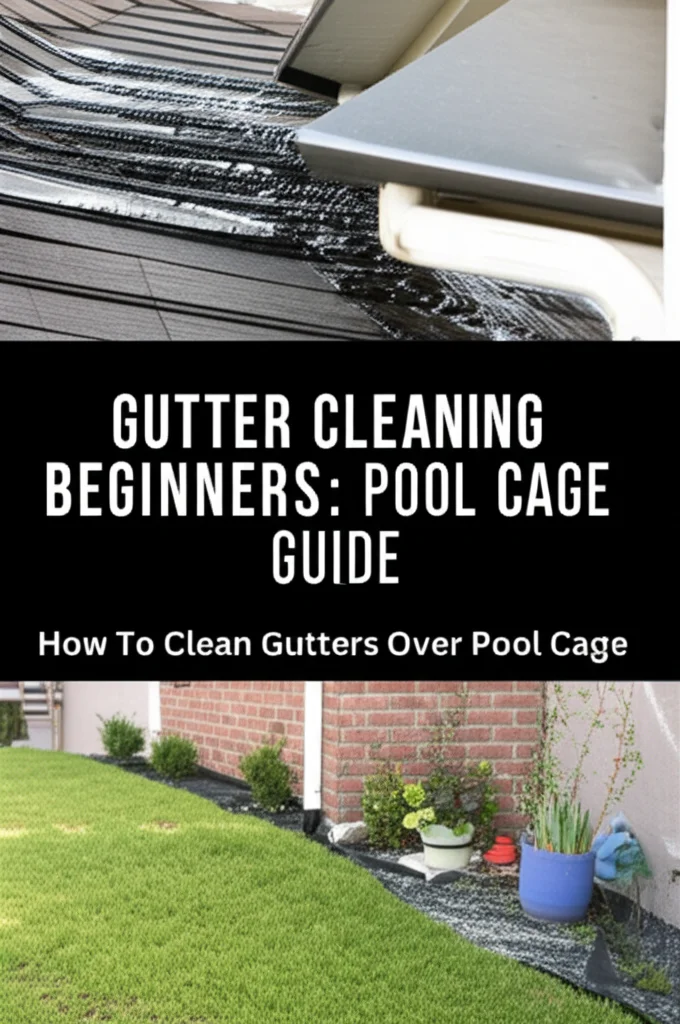 GUTTER CLEANING
BEGINNERS: POOL CAGE
GUIDE
How To Clean Gutters Over Pool Cage